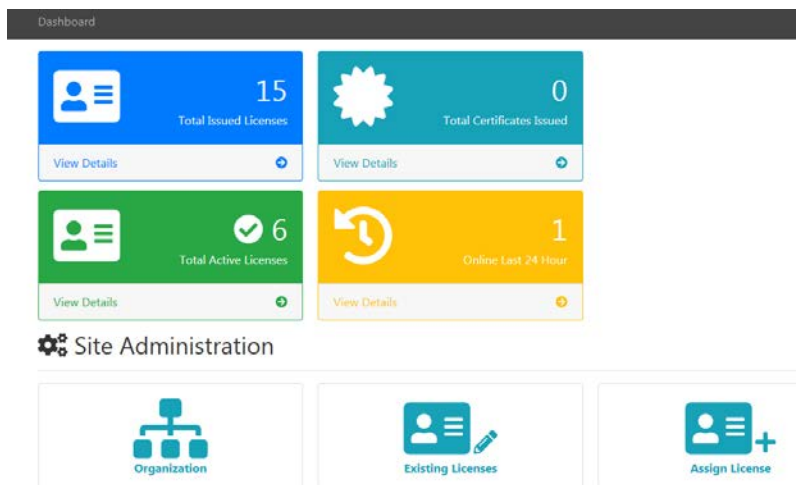 Dashboard
15
Total Issued Licenses
View Details
0
Total Certificates Issued
View Details
6
Total Active Licenses
View Details
1
Online Last 24 Hour
View Details
Site Administration
Organization
Existing Licenses
Assign License